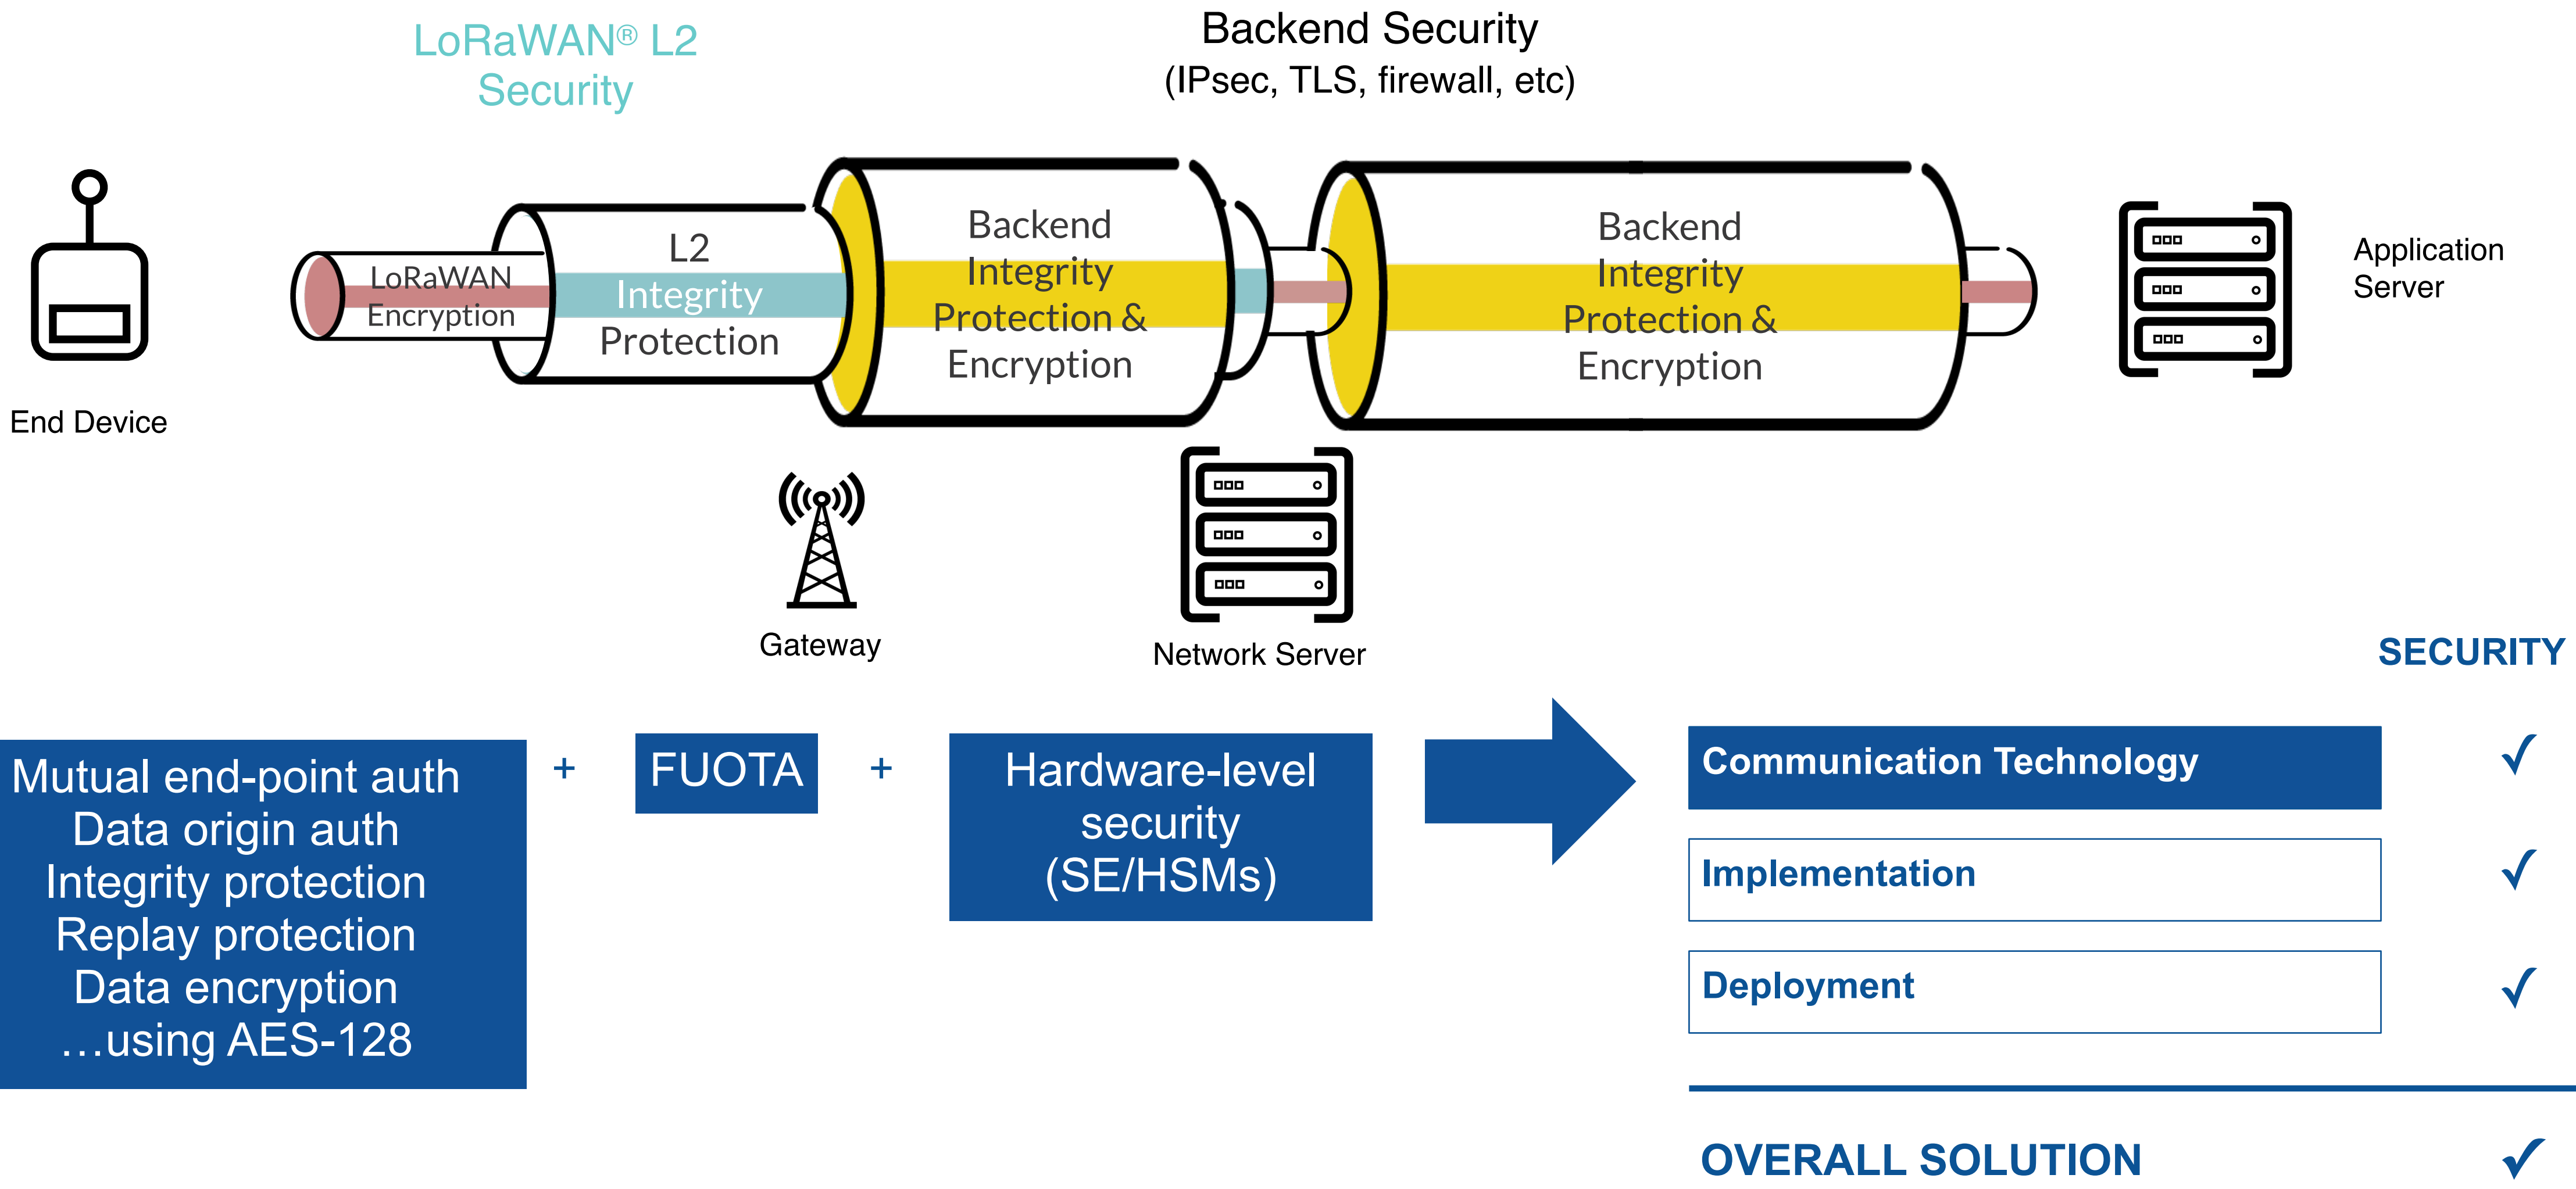 LoRaWAN® L2
Security
Backend Security
(IPsec, TLS, firewall, etc)
End Device
LoRaWAN
Encryption
L2
Integrity
Protection
Backend
Integrity
Protection &
Encryption
Backend
Integrity
Protection &
Encryption
Application
Server
Gateway
Network Server
Mutual end-point auth
Data origin auth
Integrity protection
Replay protection
Data encryption
…using AES-128
+
FUOTA
+
Hardware-level
security
(SE/HSMs)
SECURITY
Communication Technology ✓
Implementation ✓
Deployment ✓
OVERALL SOLUTION ✓